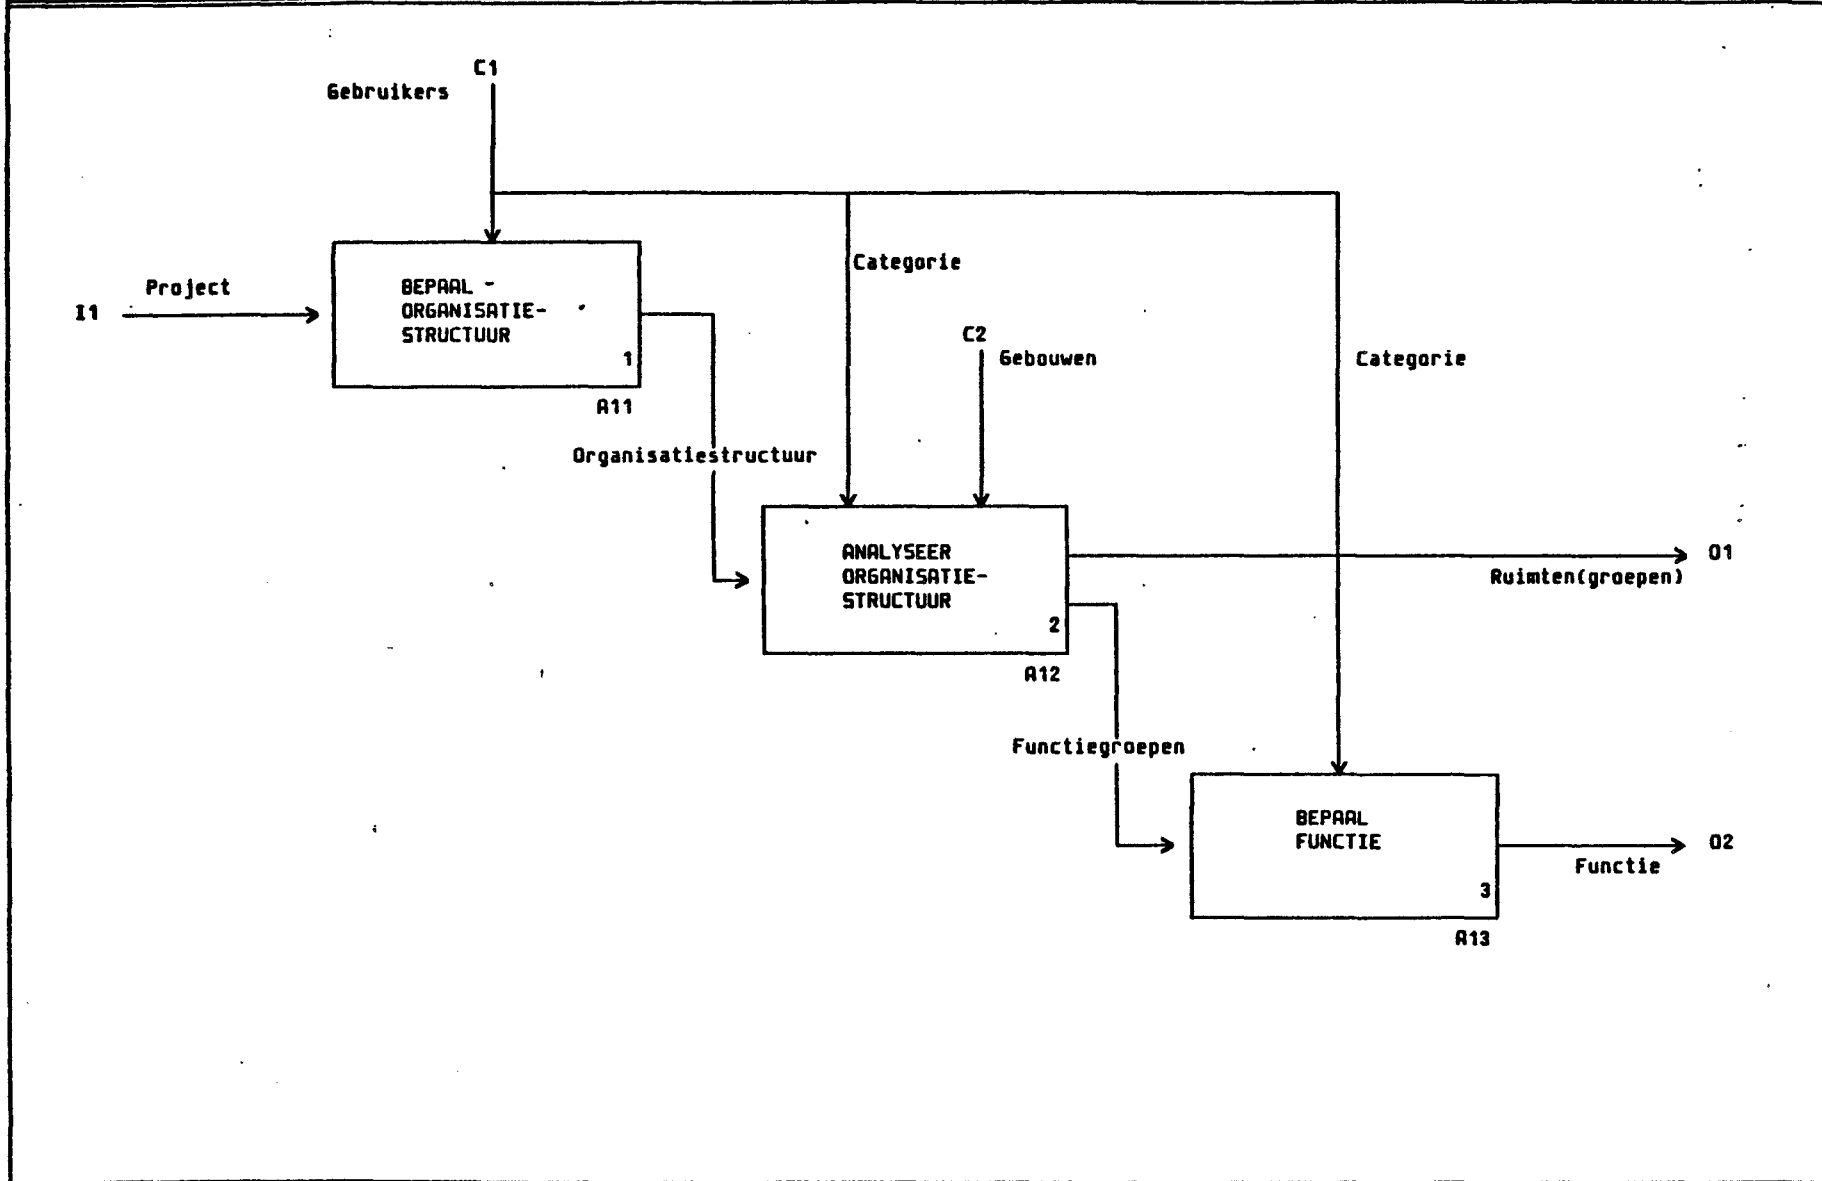 C1
Gebruikers
Project
I1
BEPAAL -
ORGANISATIE-
STRUCTUUR
1
A11
Categorie
C2
Gebouwen
Categorie
Organisatiestructuur
ANALYSEER
ORGANISATIE-
STRUCTUUR
2
A12
O1
Ruimten(groepen)
Functiegroepen
BEPAAL
FUNCTIE
3
A13
O2
Functie